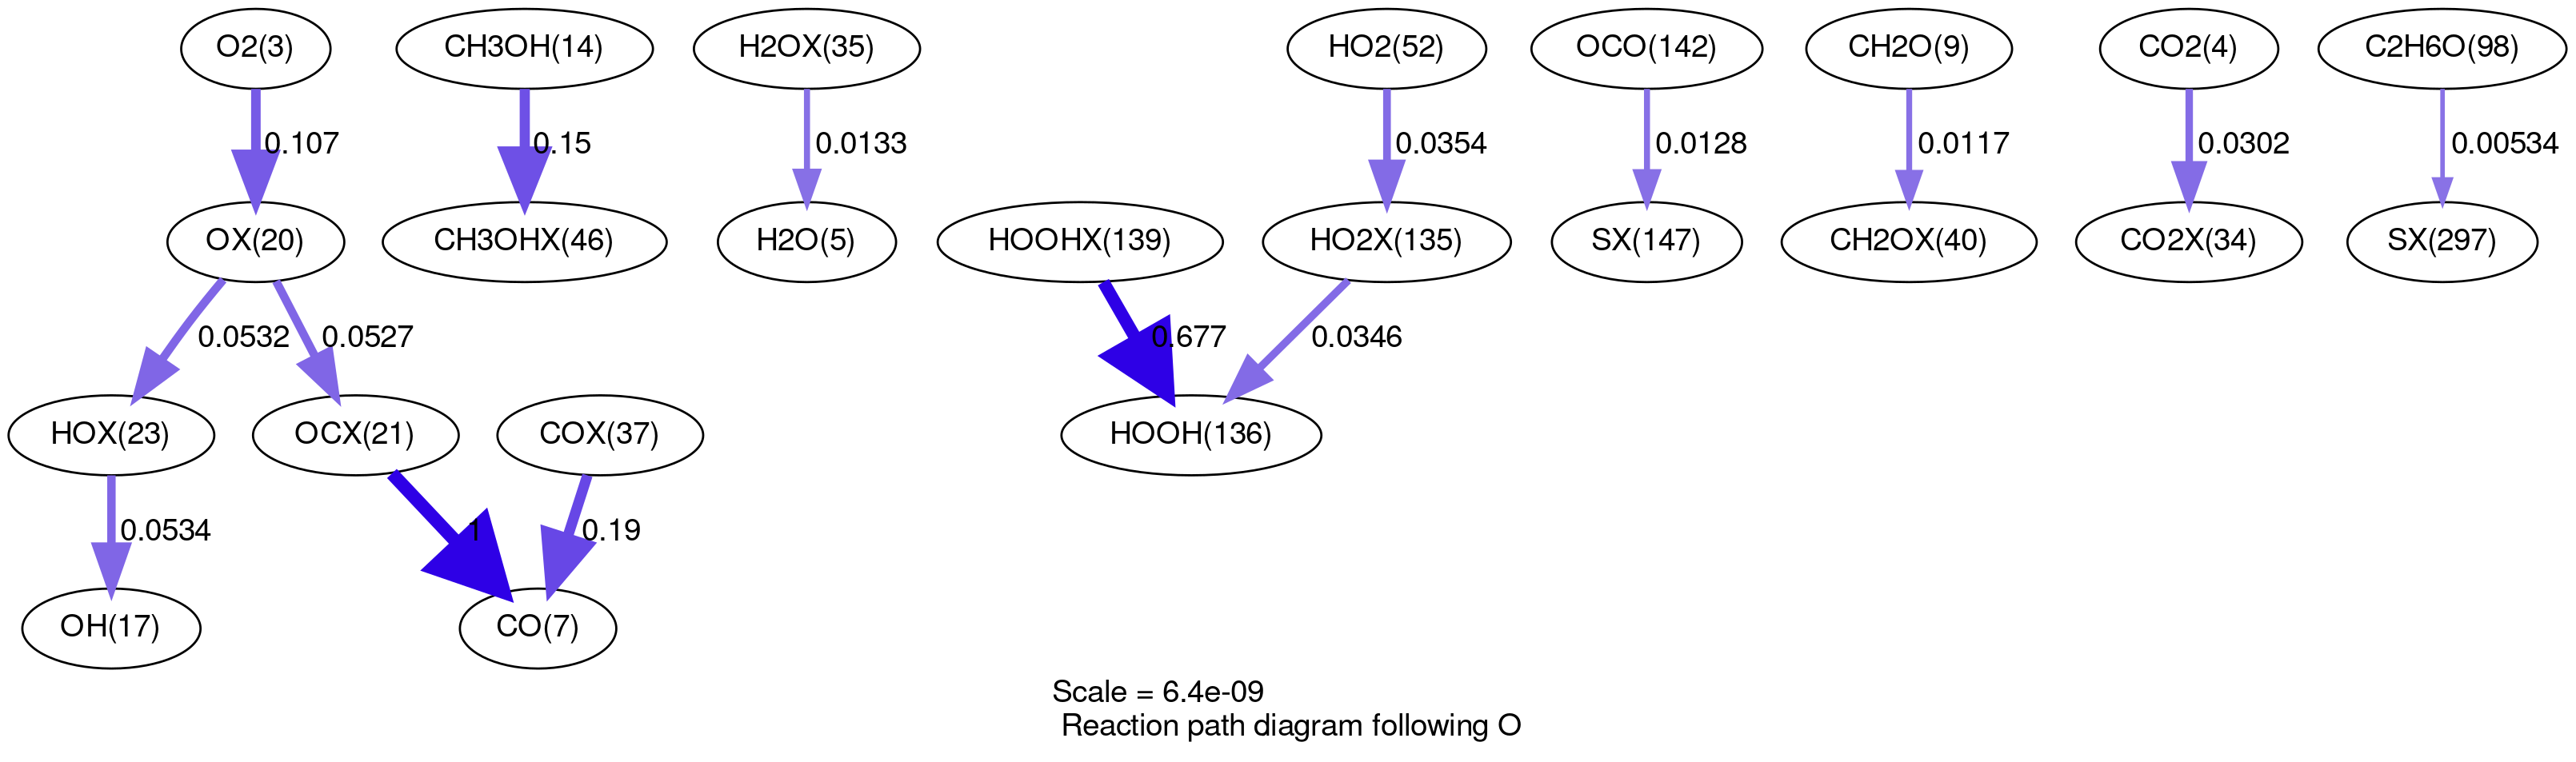 O2(3)
CH3OH(14)
H2OX(35)
HO2(52)
OCO(142)
CH2O(9)
CO2(4)
C2H6O(98)
0.107
0.15
0.0133
0.0354
0.0128
0.0117
0.0302
0.00534
OX(20)
CH3OHX(46)
H2O(5)
HOOHX(139)
HO2X(135)
SX(147)
CH2OX(40)
CO2X(34)
SX(297)
0.0532
0.0527
0.677
0.0346
HOX(23)
OCX(21)
COX(37)
HOOH(136)
0.0534
1
0.19
OH(17)
CO(7)
Scale = 6.4e-09
Reaction path diagram following O